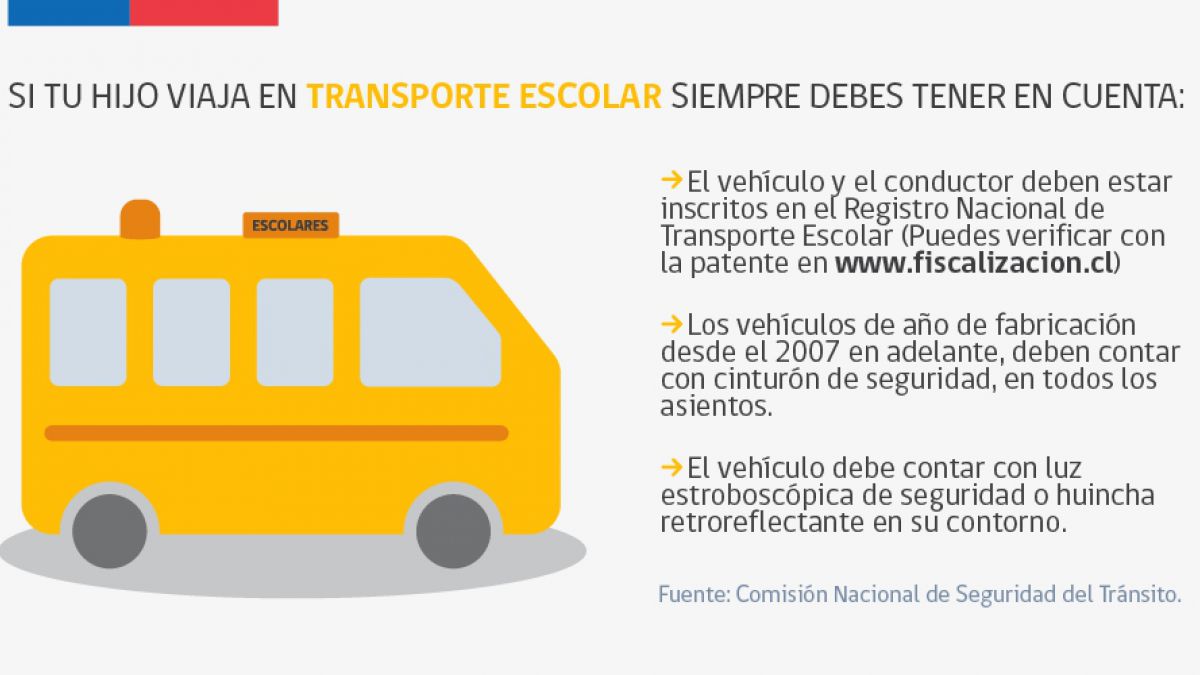 SI TU HIJO VIAJA EN TRANSPORTE ESCOLAR SIEMPRE DEBES TENER EN CUENTA:
ESCOLARES
→El vehículo y el conductor deben estar
inscritos en el Registro Nacional de
Transporte Escolar (Puedes verificar con
la patente en www.fiscalizacion.cl)
→Los vehículos de año de fabricación
desde el 2007 en adelante, deben contar
con cinturón de seguridad, en todos los
asientos.
→El vehículo debe contar con luz
estroboscópica de seguridad o huincha
retroreflectante en su contorno.
Fuente: Comisión Nacional de Seguridad del Tránsito.